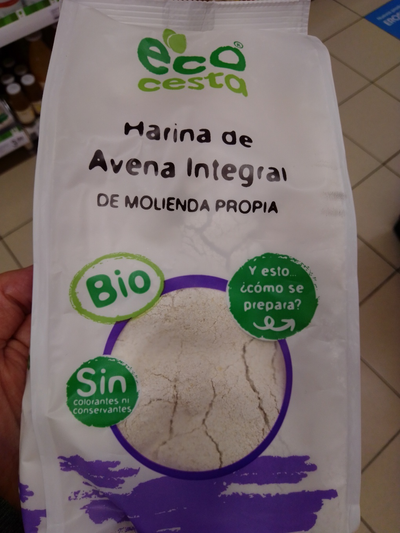 eco
cesta
Harina de
Avena Integral
DE MOLIENDA PROPIA
Bio
Y esto...
¿cómo se
prepara?
Sin
colorantes ni
conservantes